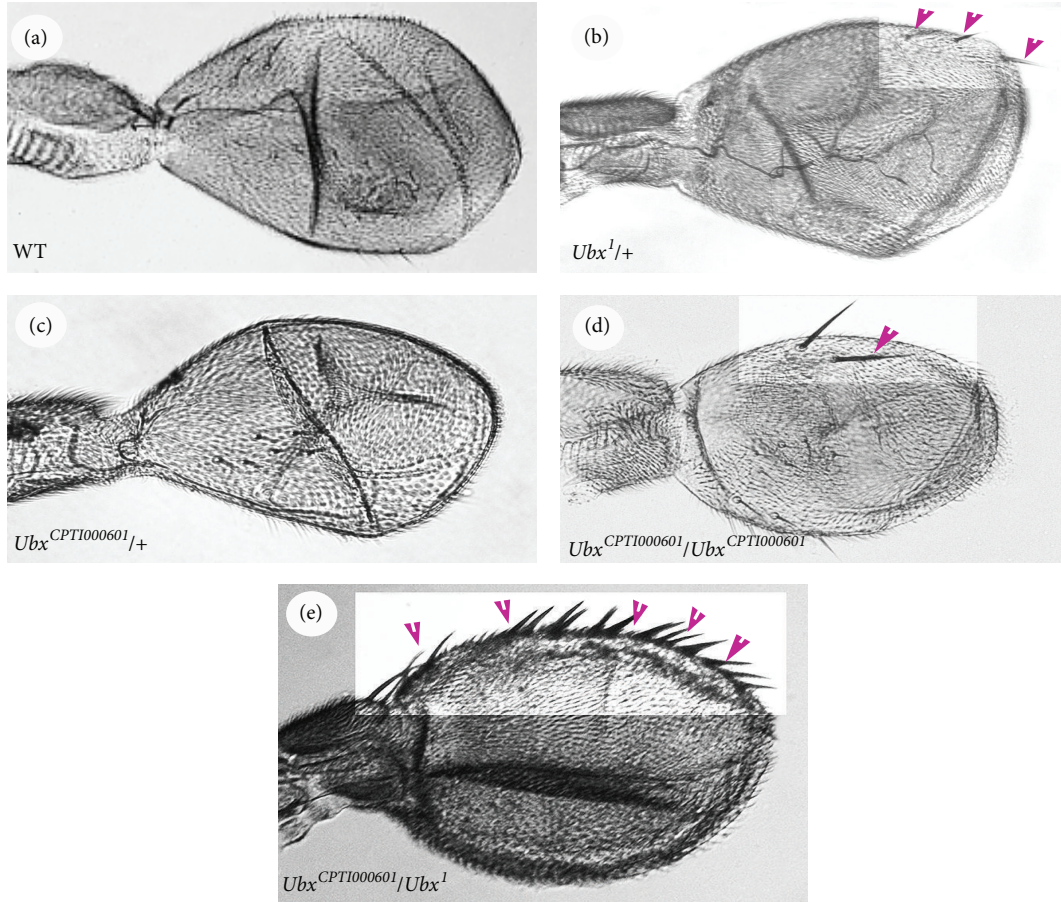 (a)
WT
(b)
Ubx¹/+
(c)
Ubx^CPTI000601/+
(d)
Ubx^CPTI000601/Ubx^CPTI000601
(e)
Ubx^CPTI000601/Ubx¹